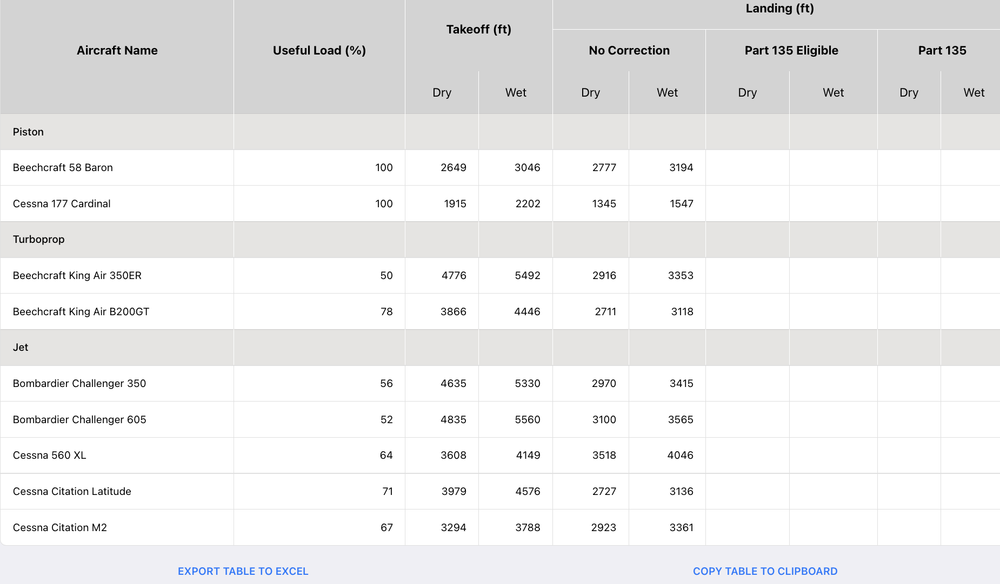 Landing (ft)
Takeoff (ft)
Aircraft Name Useful Load (%) No Correction Part 135 Eligible Part 135
Dry Wet Dry Wet Dry Wet Dry Wet
Piston
Beechcraft 58 Baron 100 2649 3046 2777 3194
Cessna 177 Cardinal 100 1915 2202 1345 1547
Turboprop
Beechcraft King Air 350ER 50 4776 5492 2916 3353
Beechcraft King Air B200GT 78 3866 4446 2711 3118
Jet
Bombardier Challenger 350 56 4635 5330 2970 3415
Bombardier Challenger 605 52 4835 5560 3100 3565
Cessna 560 XL 64 3608 4149 3518 4046
Cessna Citation Latitude 71 3979 4576 2727 3136
Cessna Citation M2 67 3294 3788 2923 3361
EXPORT TABLE TO EXCEL COPY TABLE TO CLIPBOARD